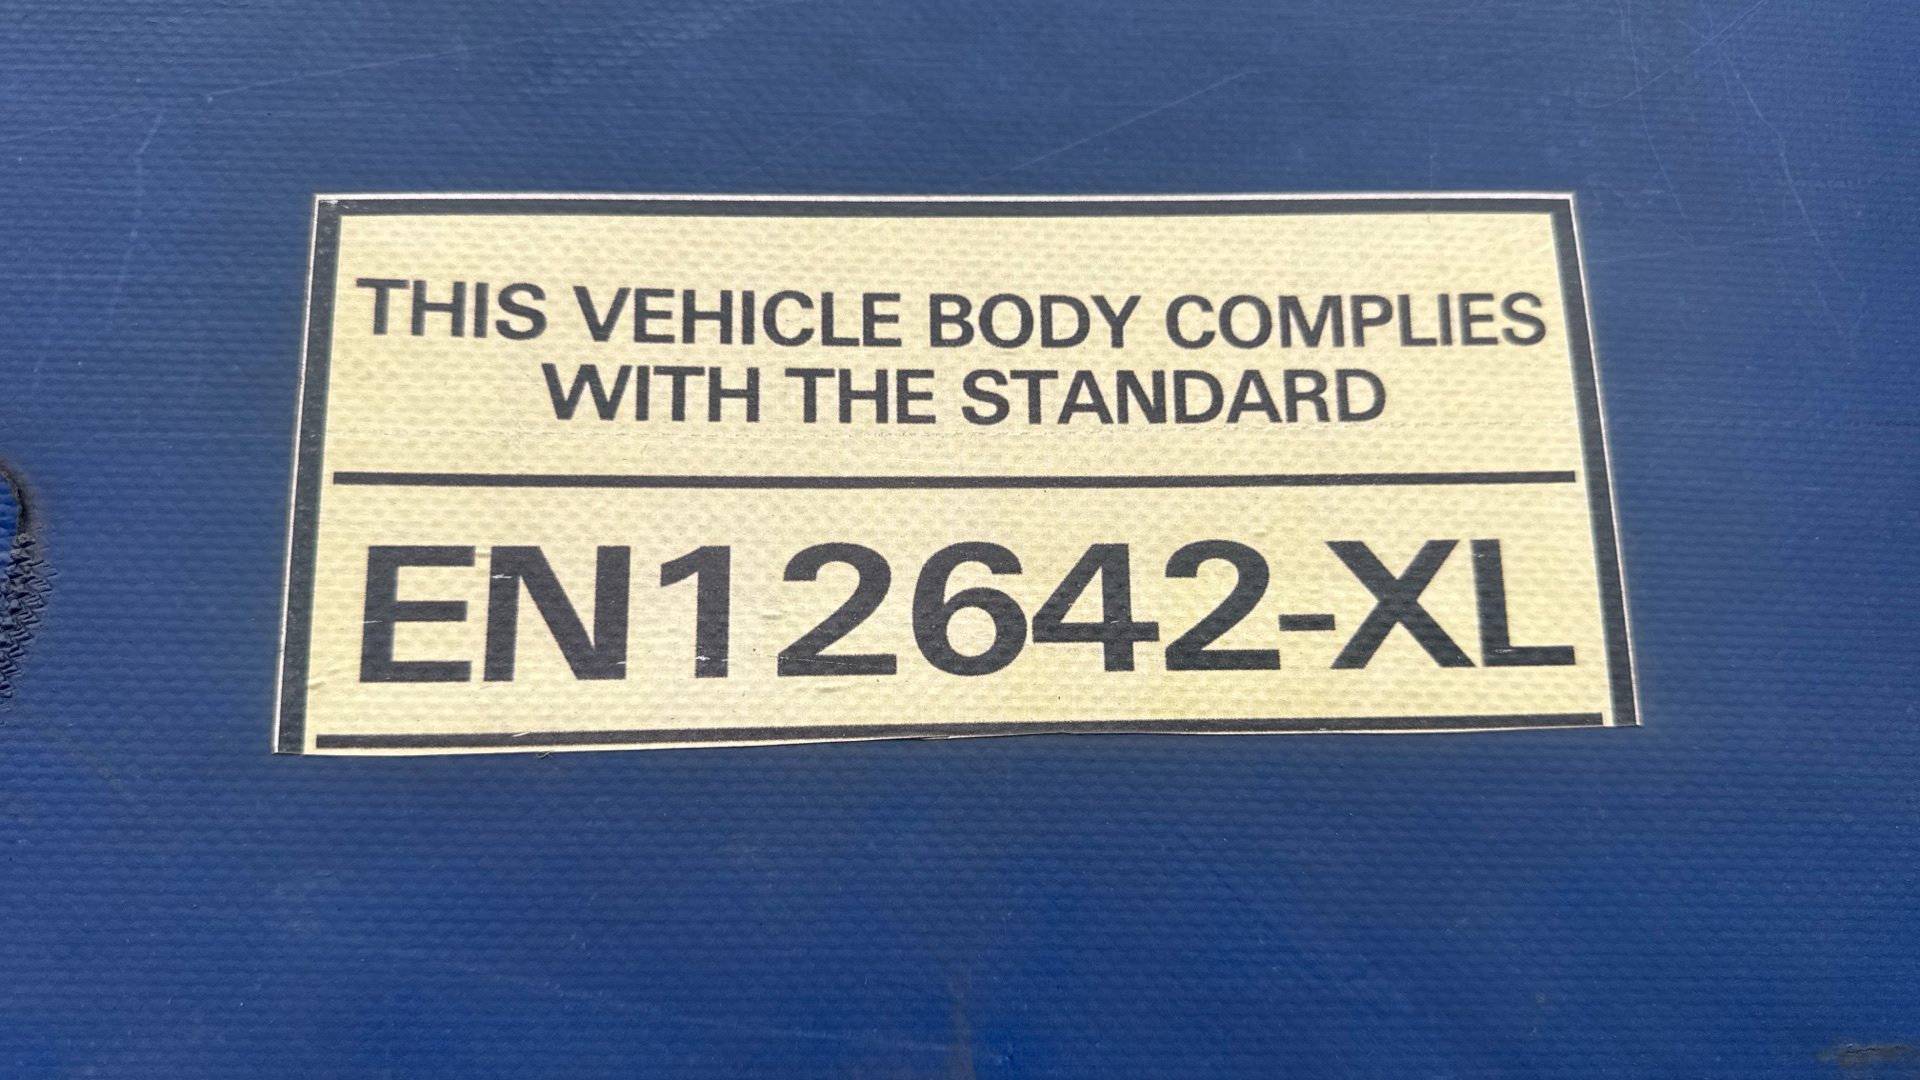 THIS VEHICLE BODY COMPLIES
WITH THE STANDARD
EN12642-XL